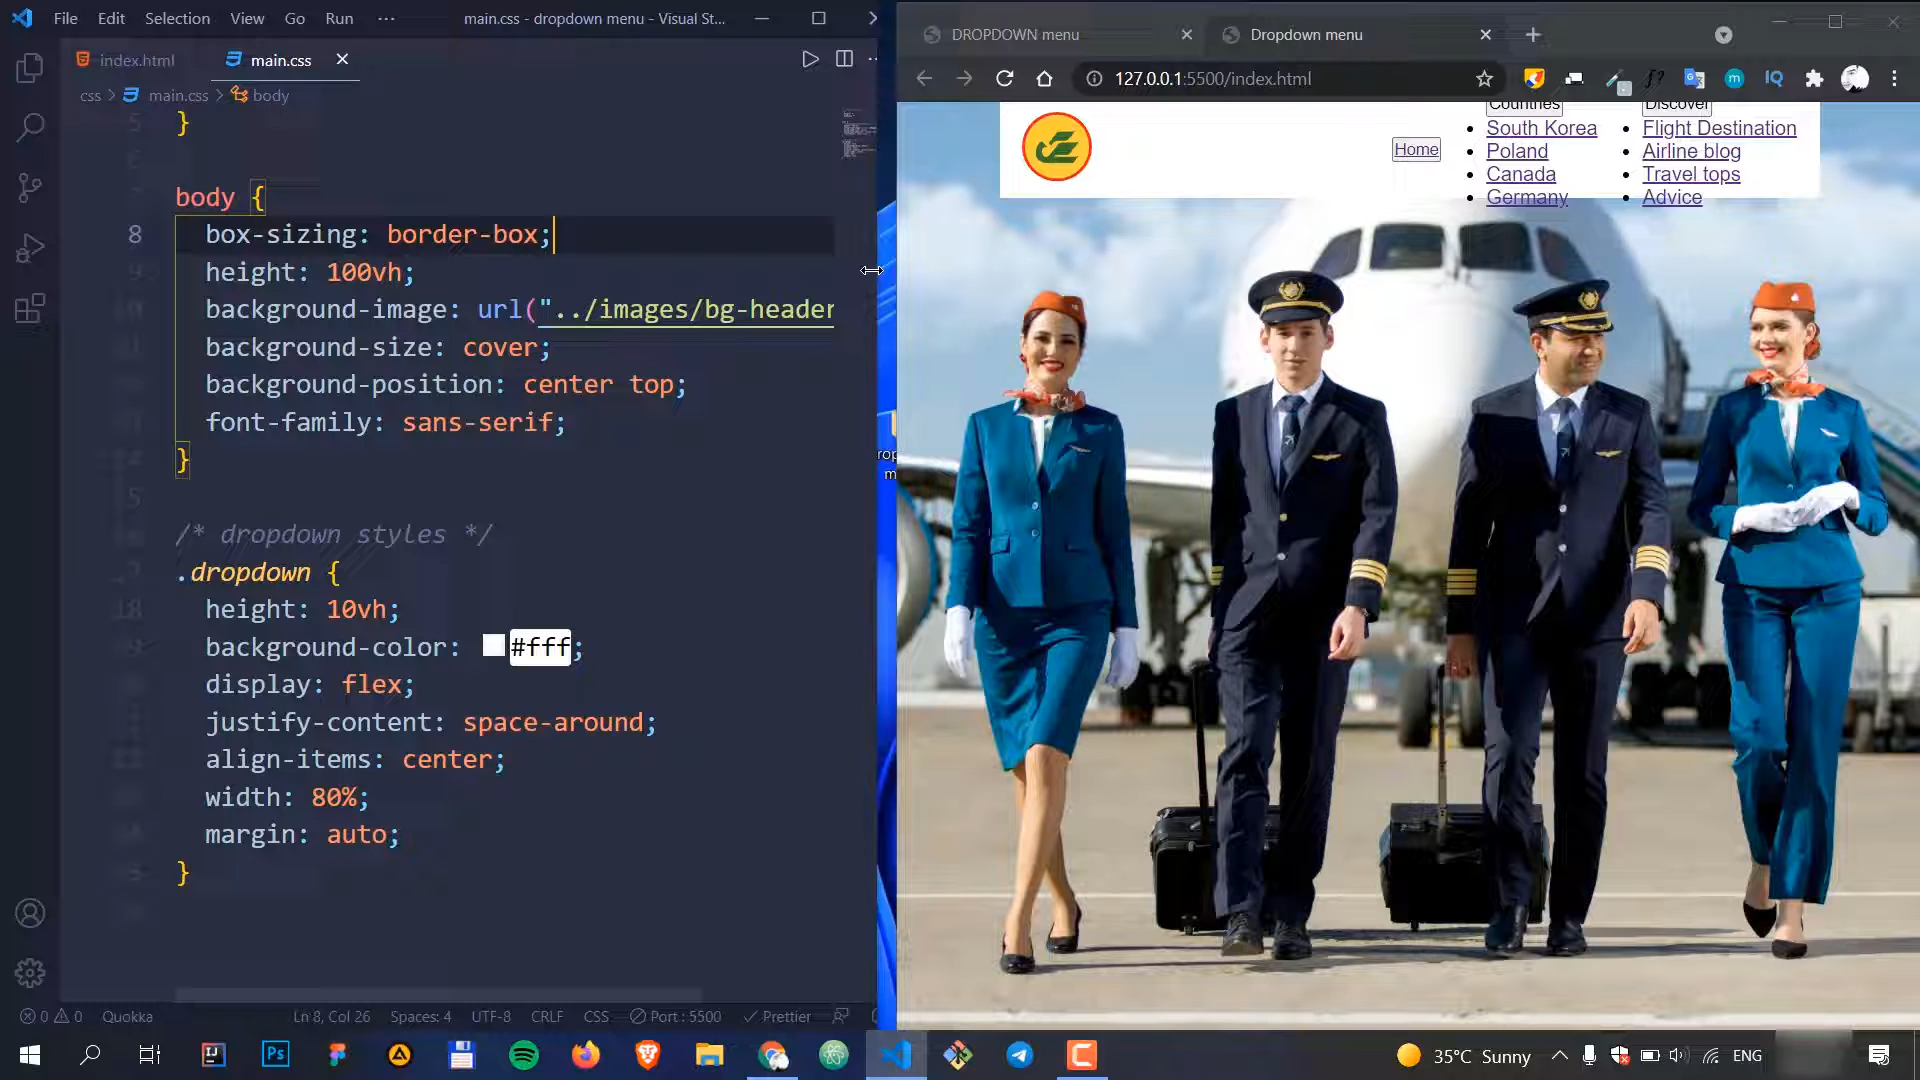 File Edit Selection View Go Run ··· main.css - dropdown menu - Visual St...
index.html main.css
css > main.css > body
5 }
body {
8 box-sizing: border-box;
height: 100vh;
background-image: url("../images/bg-header
background-size: cover;
background-position: center top;
font-family: sans-serif;
}
/* dropdown styles */
.dropdown {
18 height: 10vh;
background-color: #fff;
display: flex;
justify-content: space-around;
align-items: center;
width: 80%;
margin: auto;
}
0 0 Quokka Ln 8, Col 26 Spaces: 4 UTF-8 CRLF CSS Port : 5500 Prettier
DROPDOWN menu Dropdown menu
127.0.0.1:5500/index.html
Countries
South Korea
Poland
Canada
Germany
Home
Discover
Flight Destination
Airline blog
Travel tops
Advice
35°C Sunny ENG